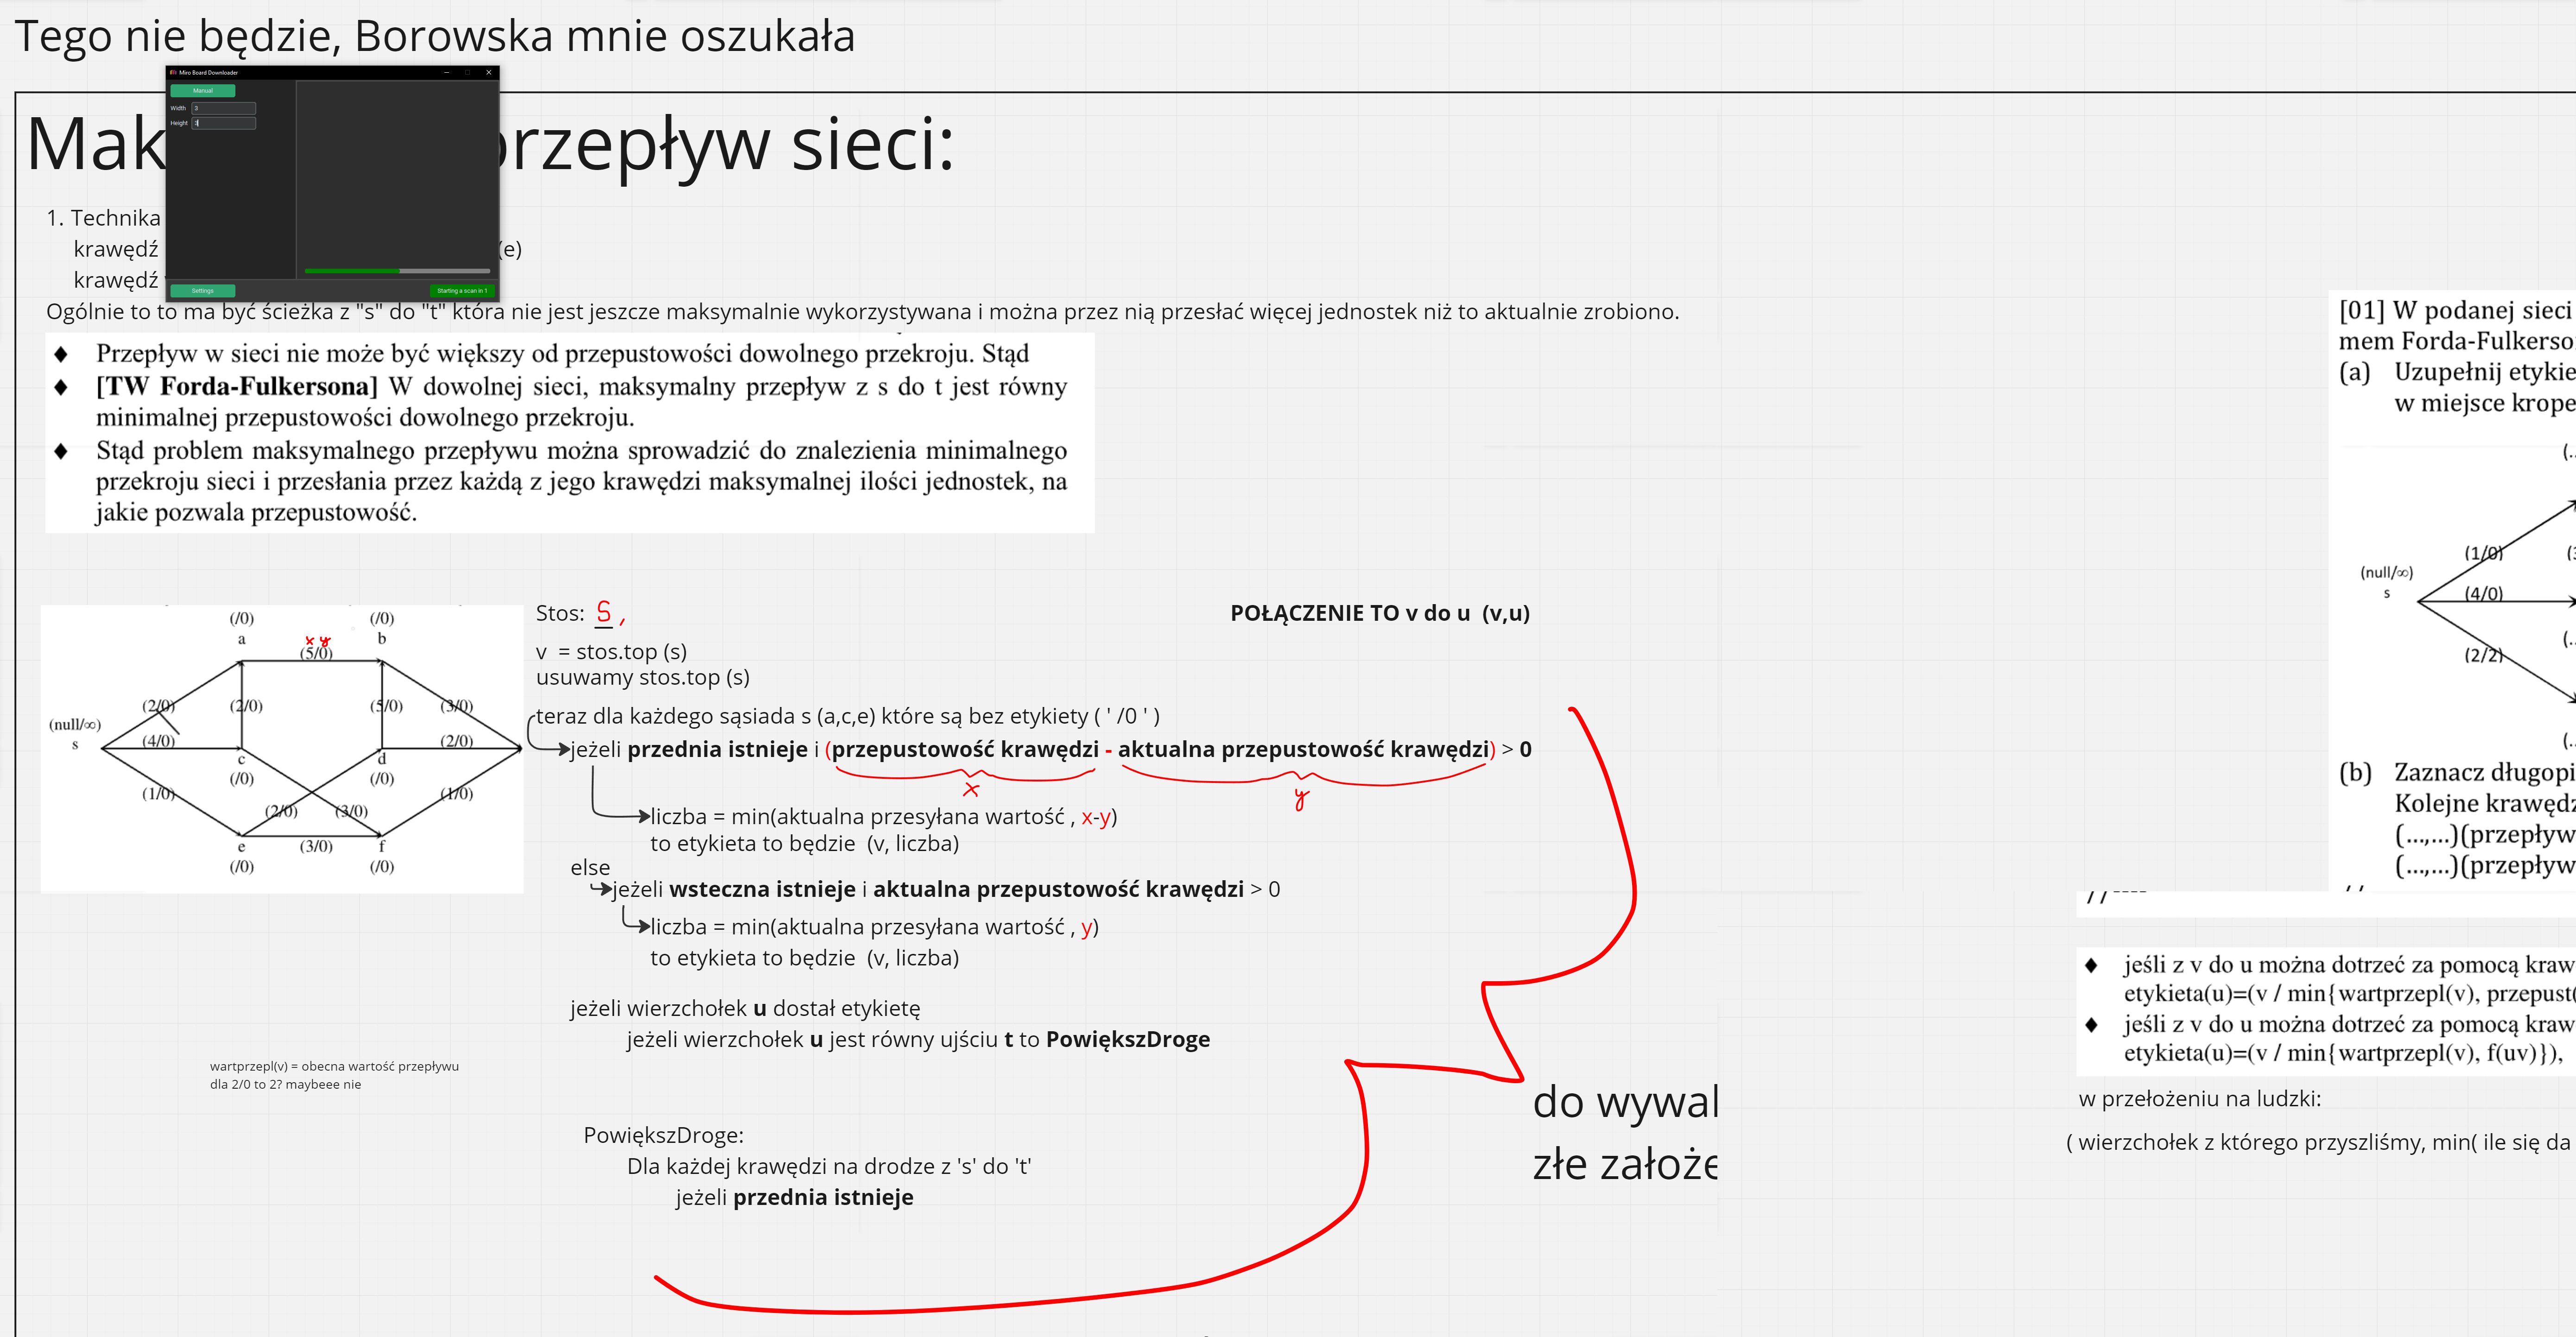 Tego nie będzie, Borowska mnie oszukała
Miro Board Downloader
Manual
Width 3
Height 3
Settings
Starting a scan in 1
Mak
przepływ sieci:
1. Technika
krawędź
(e)
krawędź
Ogólnie to to ma być ścieżka z "s" do "t" która nie jest jeszcze maksymalnie wykorzystywana i można przez nią przesłać więcej jednostek niż to aktualnie zrobiono.
♦ Przepływ w sieci nie może być większy od przepustowości dowolnego przekroju. Stąd
♦ [TW Forda-Fulkersona] W dowolnej sieci, maksymalny przepływ z s do t jest równy
minimalnej przepustowości dowolnego przekroju.
♦ Stąd problem maksymalnego przepływu można sprowadzić do znalezienia minimalnego
przekroju sieci i przesłania przez każdą z jego krawędzi maksymalnej ilości jednostek, na
jakie pozwala przepustowość.
(/0) (/0)
a x y b
(5/0)
(2/0) (2/0) (5/0) (3/0)
(null/∞)
s (4/0) (2/0)
c d
(/0) (/0)
(1/0) (2/0) (3/0) (1/0)
e (3/0) f
(/0) (/0)
wartprzepl(v) = obecna wartość przepływu
dla 2/0 to 2? maybeee nie
Stos: S,
POŁĄCZENIE TO v do u (v,u)
v = stos.top (s)
usuwamy stos.top (s)
teraz dla każdego sąsiada s (a,c,e) które są bez etykiety ( ' /0 ' )
jeżeli przednia istnieje i (przepustowość krawędzi - aktualna przepustowość krawędzi) > 0
x y
liczba = min(aktualna przesyłana wartość , x-y)
to etykieta to będzie (v, liczba)
else
jeżeli wsteczna istnieje i aktualna przepustowość krawędzi > 0
liczba = min(aktualna przesyłana wartość , y)
to etykieta to będzie (v, liczba)
jeżeli wierzchołek u dostał etykietę
jeżeli wierzchołek u jest równy ujściu t to PowiększDroge
PowiększDroge:
Dla każdej krawędzi na drodze z 's' do 't'
jeżeli przednia istnieje
do wywal
złe założe
[01] W podanej sieci
mem Forda-Fulkerso
(a) Uzupełnij etykie
w miejsce krope
(..
(1/0) (3
(null/∞)
s (4/0)
(..
(2/2)
(..
(b) Zaznacz długopi
Kolejne krawędz
(...,...)(przepływ
(...,...)(przepływ
♦ jeśli z v do u można dotrzeć za pomocą kraw
etykieta(u)=(v / min{wartprzepl(v), przepust(
♦ jeśli z v do u można dotrzeć za pomocą kraw
etykieta(u)=(v / min{wartprzepl(v), f(uv)}),
w przełożeniu na ludzki:
( wierzchołek z którego przyszliśmy, min( ile się da